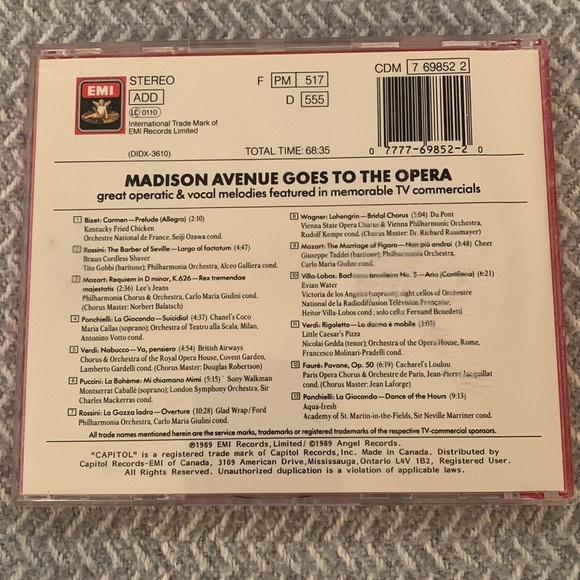 EMI
STEREO
ADD
LC 0110
International Trade Mark of
EMI Records Limited
(DIDX-3610)
F PM 517
D 555
TOTAL TIME: 68:35
CDM 7 69852 2
0 7777-69852-2 0
MADISON AVENUE GOES TO THE OPERA
great operatic & vocal melodies featured in memorable TV commercials
1 Bizet: Carmen—Prelude (Allegro) (2:10)
Kentucky Fried Chicken
Orchestre National de France, Seiji Ozawa cond.
2 Rossini: The Barber of Seville—Largo al factotum (4:47)
Braun Cordless Shaver
Tito Gobbi (baritone); Philharmonia Orchestra, Alceo Galliera cond.
3 Mozart: Requiem in D minor, K.626—Rex tremendae
majestatis (2:36) Lee's Jeans
Philharmonia Chorus & Orchestra, Carlo Maria Giulini cond.
(Chorus Master: Norbert Balatsch)
4 Ponchielli: La Gioconda—Suicidio! (4:37) Chanel's Coco
Maria Callas (soprano); Orchestra of Teatro alla Scala, Milan,
Antonino Votto cond.
5 Verdi: Nabucco—Va, pensiero (4:54) British Airways
Chorus & Orchestra of the Royal Opera House, Covent Garden,
Lamberto Gardelli cond. (Chorus Master: Douglas Robertson)
6 Puccini: La Bohème: Mi chiamano Mimì (5:15) Sony Walkman
Montserrat Caballé (soprano); London Symphony Orchestra, Sir
Charles Mackerras cond.
7 Rossini: La Gazza Ladra—Overture (10:28) Glad Wrap/Ford
Philharmonia Orchestra, Carlo Maria Giulini cond.
8 Wagner: Lohengrin—Bridal Chorus (5:04) Du Pont
Vienna State Opera Chorus & Vienna Philharmonic Orchestra,
Rudolf Kempe cond. (Chorus Master: Dr. Richard Rossmayer)
9 Mozart: The Marriage of Figaro—Non più andrai (3:48) Cheer
Giuseppe Taddei (baritone); Philharmonia Orchestra,
Carlo Maria Giulini cond.
10 Villa-Lobos: Bachiana brasileira No. 5—Aria (Cantilena) (6:21)
Evian Water
Victoria de los Angeles (soprano); eight cellos of Orchestre
National de la Radiodiffusion Télévision Française,
Heitor Villa-Lobos cond.; solo cello: Fernand Benedetti
11 Verdi: Rigoletto—La donna è mobile (3:03)
Little Caesar's Pizza
Nicolai Gedda (tenor); Orchestra of the Opera House, Rome,
Francesco Molinari-Pradelli cond.
12 Fauré: Pavane, Op. 50 (6:21) Cacharel's Loulou
Paris Opera Chorus & Orchestre de Paris, Jean-Pierre Jacquillat
cond. (Chorus Master: Jean Laforge)
13 Ponchielli: La Gioconda—Dance of the Hours (9:13)
Aqua-fresh
Academy of St. Martin-in-the-Fields, Sir Neville Marriner cond.
All trade names mentioned herein are the service marks, trademarks, or registered trademarks of the respective TV-commercial sponsors.
℗1989 EMI Records, Limited/ ©1989 Angel Records.
"CAPITOL" is a registered trade mark of Capitol Records, Inc. Made in Canada. Distributed by
Capitol Records-EMI of Canada, 3109 American Drive, Mississauga, Ontario L4V 1B2, Registered User.
All Rights Reserved. Unauthorized duplication is a violation of applicable laws.